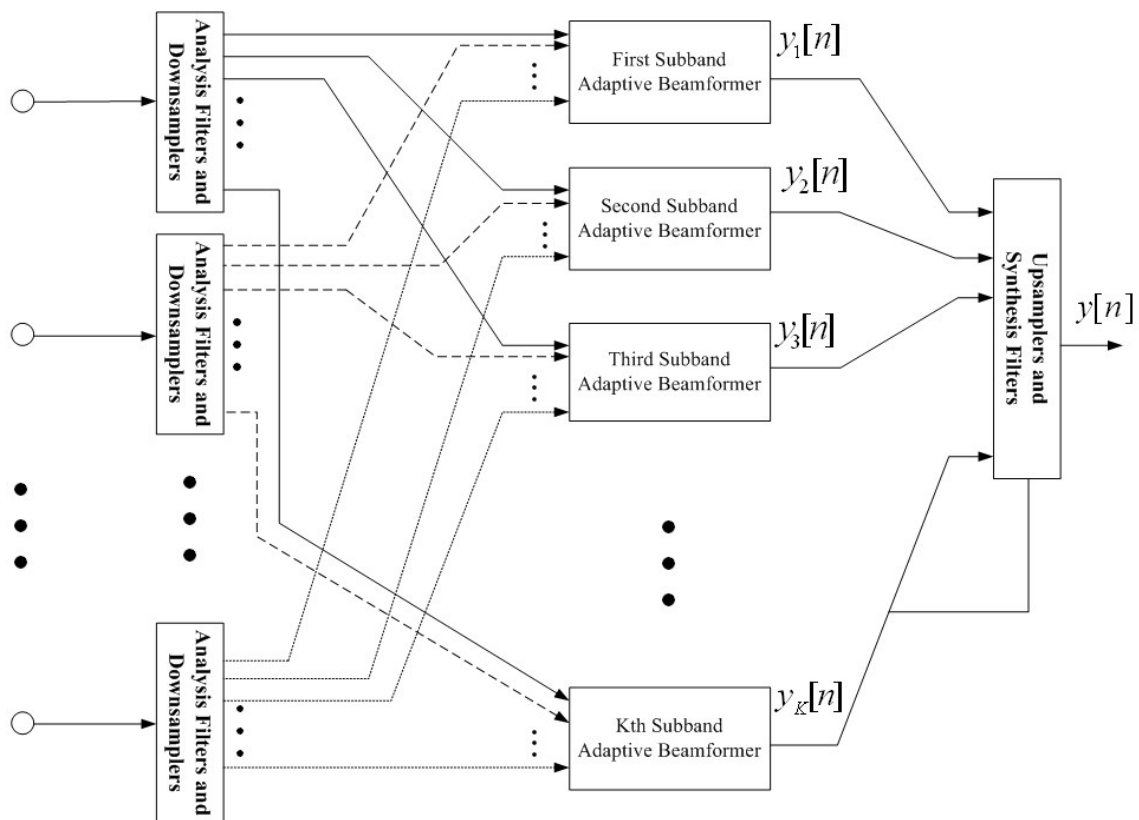 Analysis Filters and
Downsamplers
First Subband
Adaptive Beamformer
y₁[n]
Second Subband
Adaptive Beamformer
y₂[n]
Analysis Filters and
Downsamplers
Third Subband
Adaptive Beamformer
y₃[n]
Upsamplers and
Synthesis Filters
y[n]
Analysis Filters and
Downsamplers
Kth Subband
Adaptive Beamformer
y_K[n]